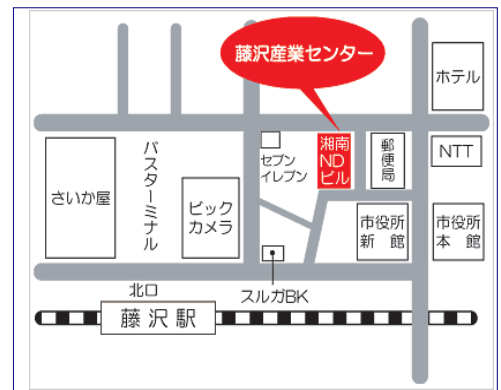 藤沢産業センター
ホテル
湘南
ND
ビル
郵
便
局
NTT
セブン
イレブン
バスターミナル
さいか屋
ビック
カメラ
市役所
新館
市役所
本館
スルガBK
北口
藤沢駅